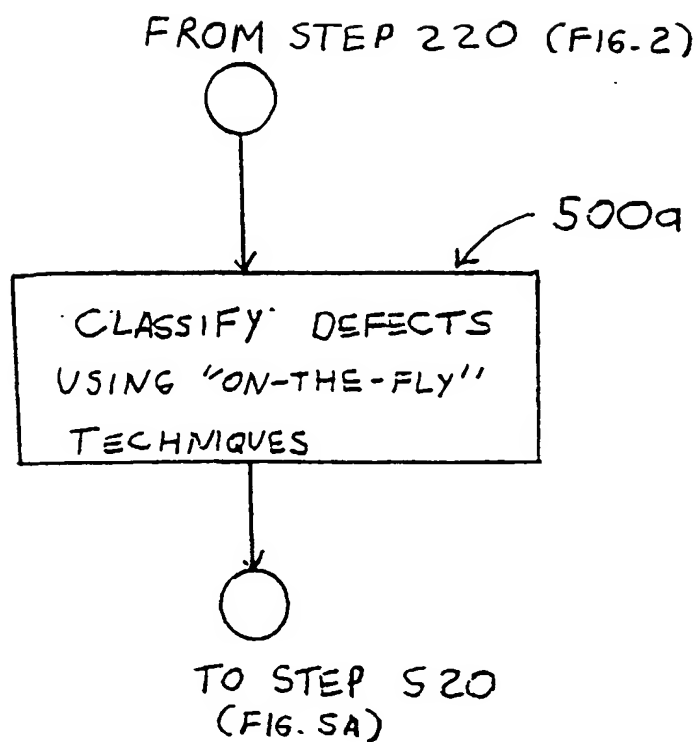 FROM STEP 220 (FIG. 2)
500a
CLASSIFY DEFECTS
USING "ON-THE-FLY"
TECHNIQUES
TO STEP 520
(FIG. 5A)